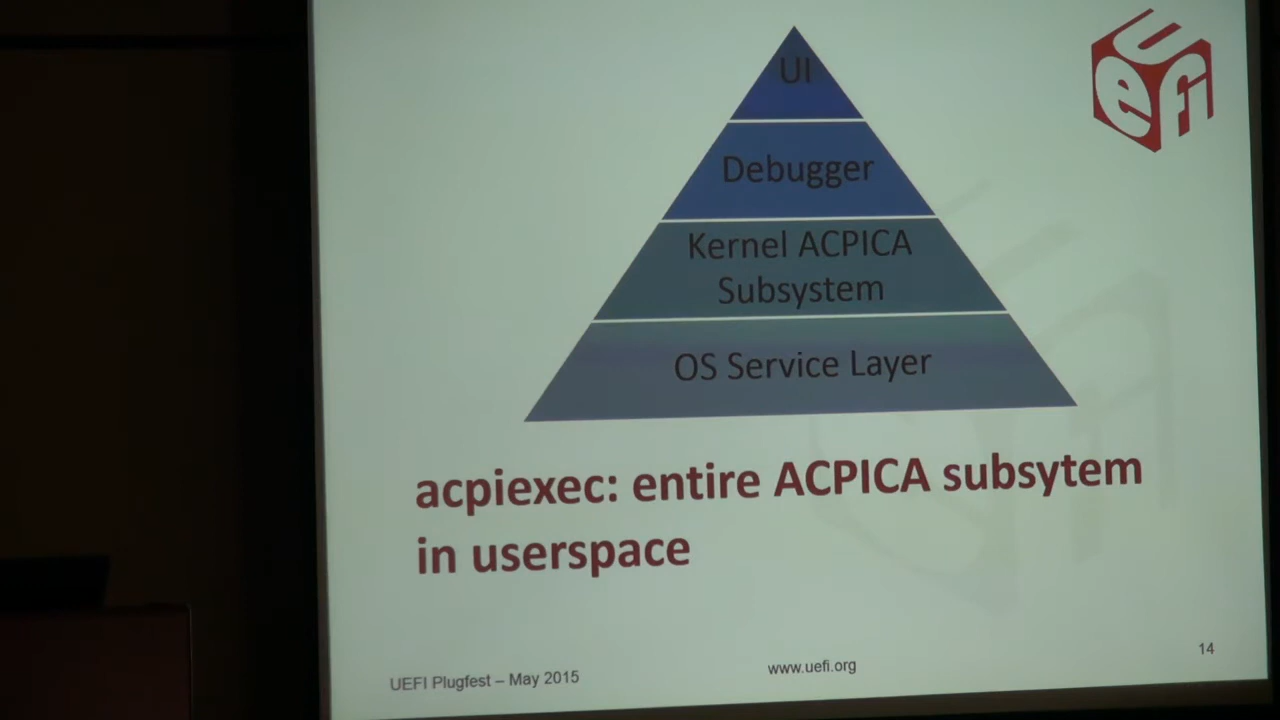 UEFI
UI
Debugger
Kernel ACPICA
Subsystem
OS Service Layer
acpiexec: entire ACPICA subsytem
in userspace
UEFI Plugfest – May 2015
www.uefi.org
14